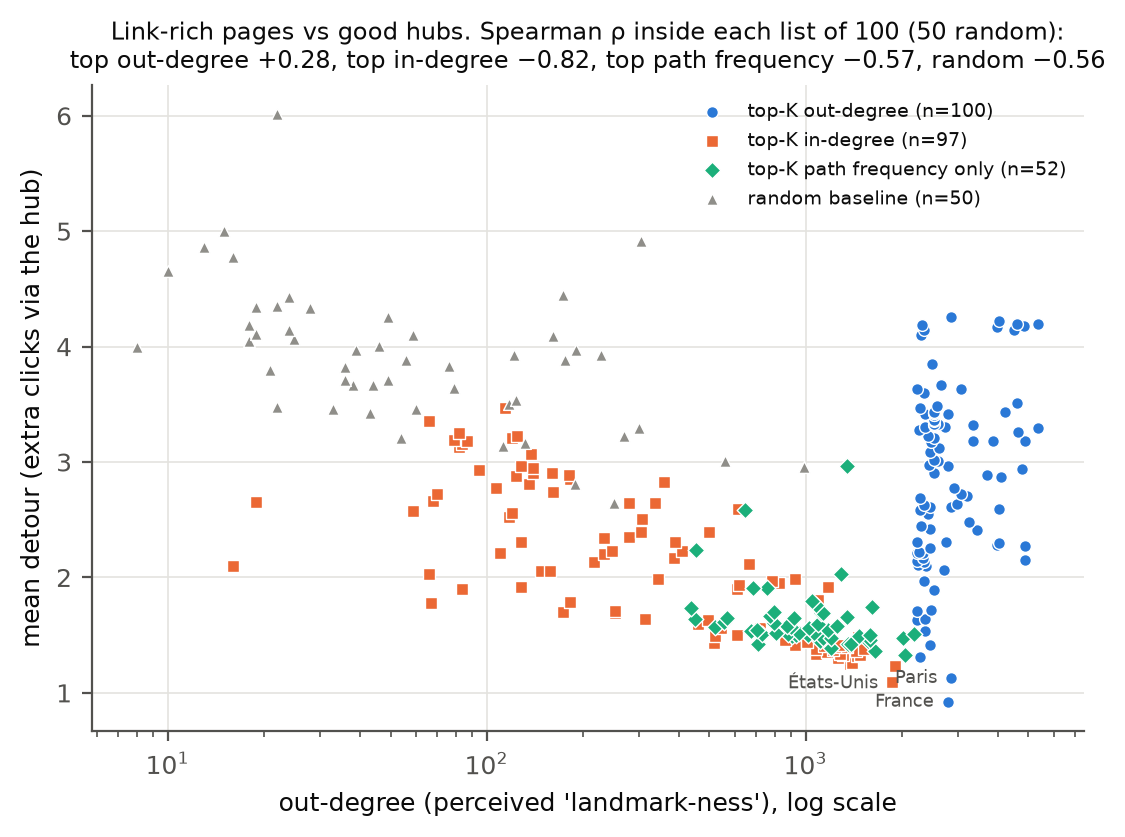 Link-rich pages vs good hubs. Spearman ρ inside each list of 100 (50 random):
top out-degree +0.28, top in-degree −0.82, top path frequency −0.57, random −0.56
top-K out-degree (n=100)
top-K in-degree (n=97)
top-K path frequency only (n=52)
random baseline (n=50)
mean detour (extra clicks via the hub)
6
5
4
3
2
1
États-Unis
Paris
France
10¹
10²
10³
out-degree (perceived 'landmark-ness'), log scale